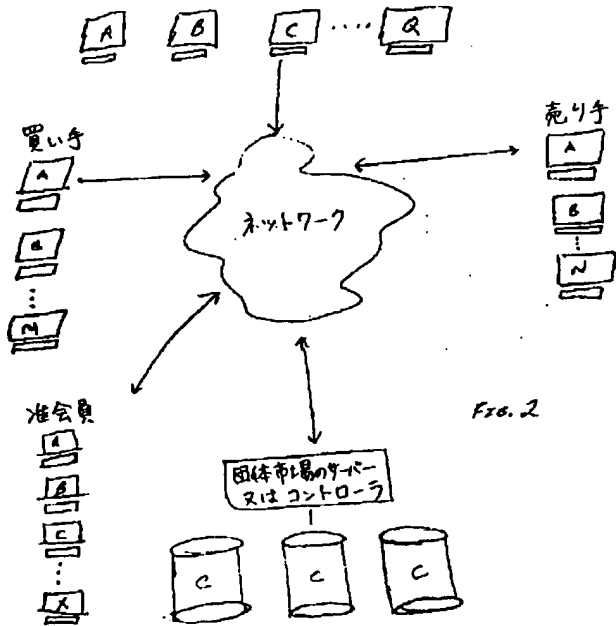 A B C ････ Q
買い手
A
B
⋮
M
売り手
A
B
⋮
N
ネットワーク
准会員
A
B
C
⋮
X
FIG. 2
団体市場のサーバー
又はコントローラ
C C C